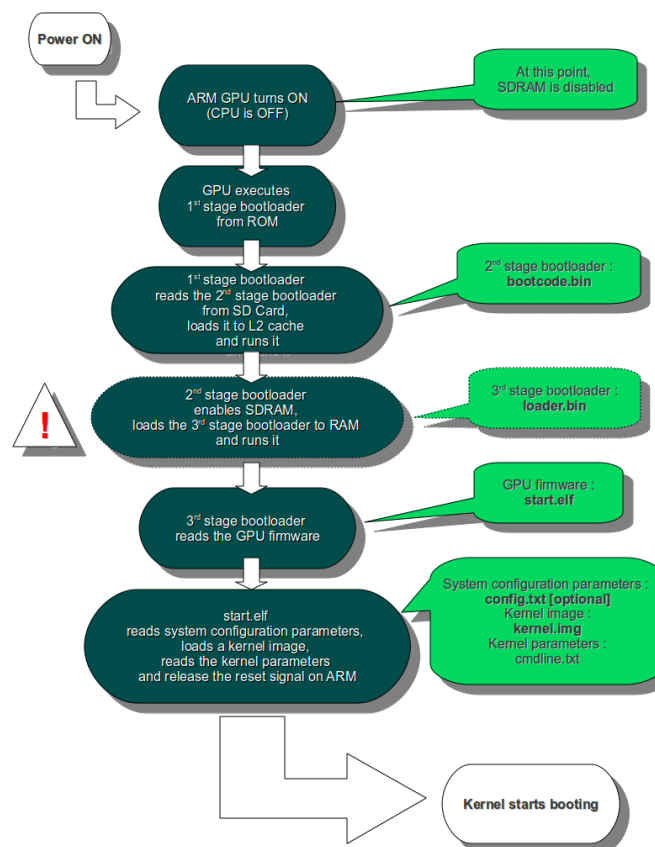 Power ON
ARM GPU turns ON
(CPU is OFF)
At this point,
SDRAM is disabled
GPU executes
1st stage bootloader
from ROM
1st stage bootloader
reads the 2nd stage bootloader
from SD Card,
loads it to L2 cache
and runs it
2nd stage bootloader :
bootcode.bin
!
2nd stage bootloader
enables SDRAM,
loads the 3rd stage bootloader to RAM
and runs it
3rd stage bootloader :
loader.bin
3rd stage bootloader
reads the GPU firmware
GPU firmware :
start.elf
start.elf
reads system configuration parameters,
loads a kernel image,
reads the kernel parameters
and release the reset signal on ARM
System configuration parameters :
config.txt [optional]
Kernel image :
kernel.img
Kernel parameters :
cmdline.txt
Kernel starts booting